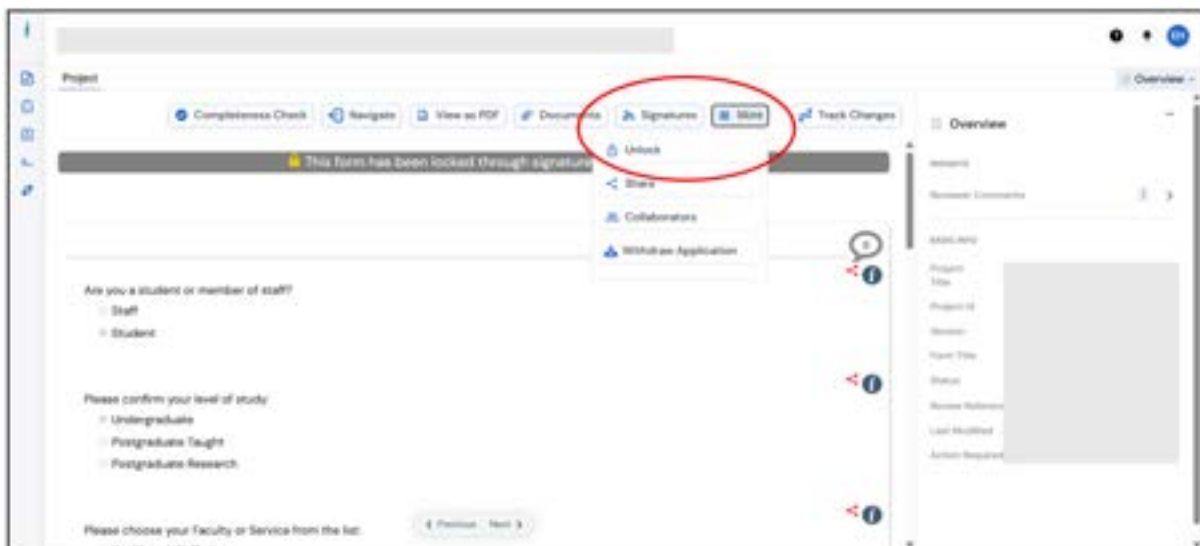 Project
Overview
Completeness Check
Navigate
View as PDF
Documents
Signatures
More
Track Changes
Overview
This form has been locked through signature
Unlock
Share
Collaborators
Withdraw Application
Reviewer Comments
Are you a student or member of staff?
Staff
Student
Please confirm your level of study:
Undergraduate
Postgraduate Taught
Postgraduate Research
Please choose your Faculty or Service from the list:
Previous Next
BASIC INFO
Project
Title
Project Id
Version
Form Title
Status
Review Reference
Last Modified
Action Required